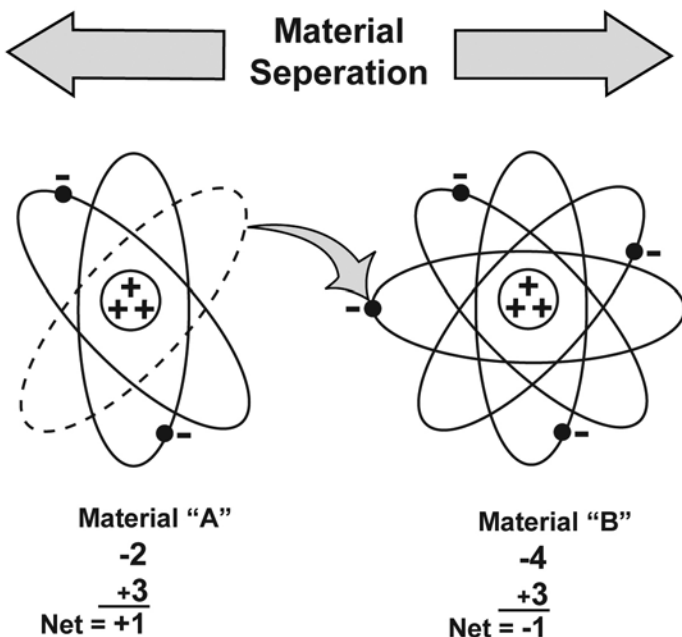 Material
Seperation
-
-
+
++
-
-
-
+
++
-
-
Material “A”
-2
+3
Net = +1
Material “B”
-4
+3
Net = -1